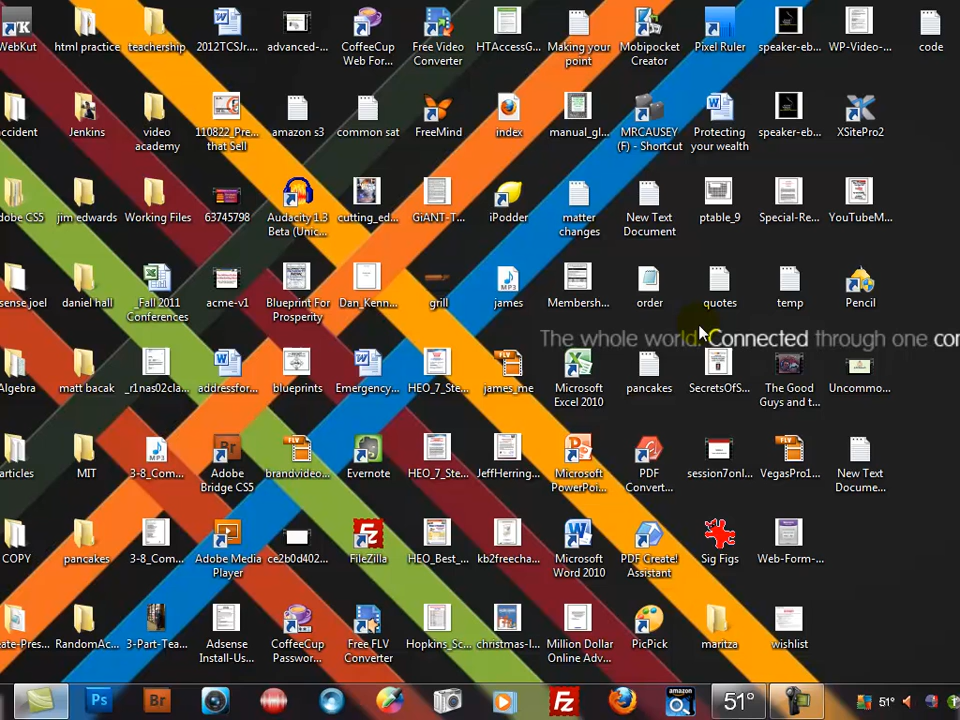 WebKut
html practice
teachership
2012TCSJr....
advanced-...
CoffeeCup
Web For...
Free Video
Converter
HTAccessG...
Making your
point
Mobipocket
Creator
Pixel Ruler
speaker-eb...
WP-Video-...
code
accident
Jenkins
video
academy
110822_Pre...
that Sell
amazon s3
common sat
FreeMind
index
manual_gl...
MRCAUSEY
(F) - Shortcut
Protecting
your wealth
speaker-eb...
XSitePro2
dobe CS5
jim edwards
Working Files
63745798
Audacity 1.3
Beta (Unic...
cutting_ed...
GiANT-T...
iPodder
matter
changes
New Text
Document
ptable_9
Special-Re...
YouTubeM...
sense joel
daniel hall
_Fall 2011
Conferences
acme-v1
Blueprint For
Prosperity
Dan_Kenn...
grill
james
Membersh...
order
quotes
temp
Pencil
The whole world. Connected through one con
Algebra
matt bacak
_r1nas02cla...
addressfor...
blueprints
Emergency...
HEO_7_Ste...
james_me
Microsoft
Excel 2010
pancakes
SecretsOfS...
The Good
Guys and t...
Uncommo...
articles
MIT
3-8_Com...
Adobe
Bridge CS5
brandvideo...
Evernote
HEO_7_Ste...
JeffHerring...
Microsoft
PowerPoi...
PDF
Convert...
session7onl...
VegasPro1...
New Text
Docume...
COPY
pancakes
3-8_Com...
Adobe Media
Player
ce2b0d402...
FileZilla
HEO_Best_...
kb2freecha...
Microsoft
Word 2010
PDF Create!
Assistant
Sig Figs
Web-Form-...
eate-Pres...
RandomAc...
3-Part-Tea...
Adsense
Install-Us...
CoffeeCup
Passwor...
Free FLV
Converter
Hopkins_Sc...
christmas-l...
Million Dollar
Online Adv...
PicPick
maritza
wishlist
Ps
Br
Fz
amazon
51°
51°